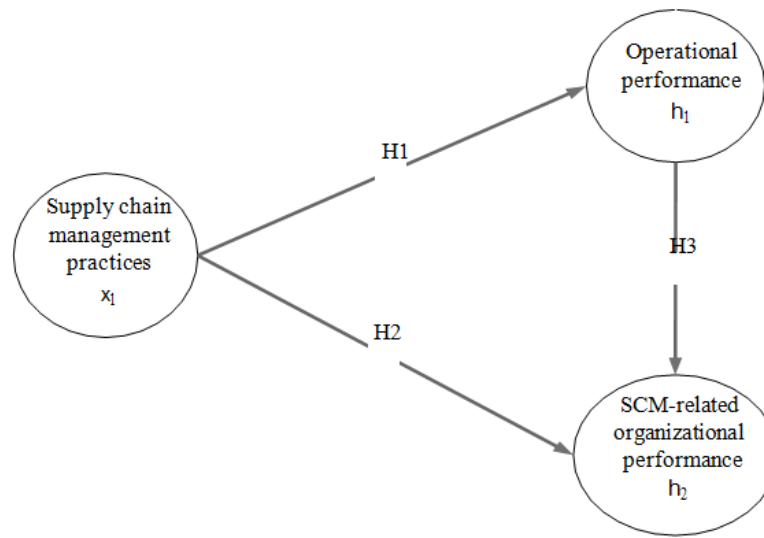 Operational
performance
h₁
H1
Supply chain
management
practices
x₁
H3
H2
SCM-related
organizational
performance
h₂